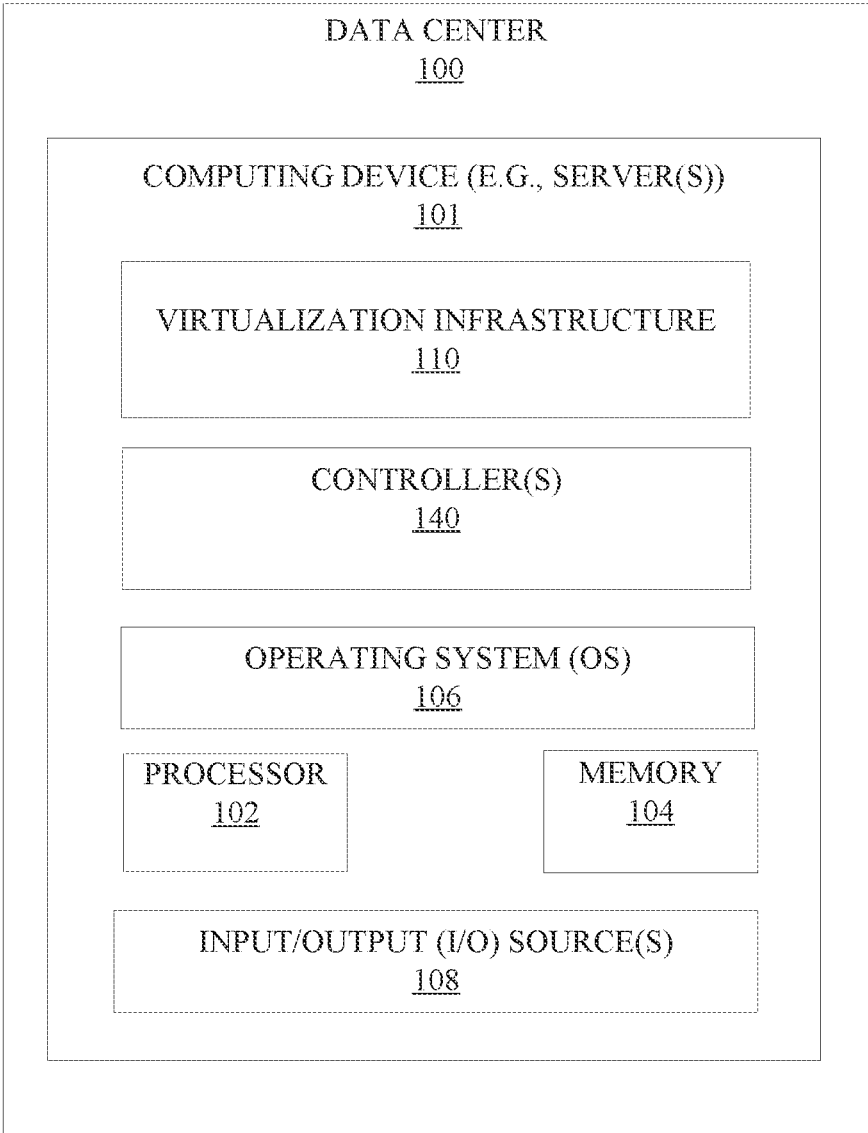 DATA CENTER
100
COMPUTING DEVICE (E.G., SERVER(S))
101
VIRTUALIZATION INFRASTRUCTURE
110
CONTROLLER(S)
140
OPERATING SYSTEM (OS)
106
PROCESSOR
102
MEMORY
104
INPUT/OUTPUT (I/O) SOURCE(S)
108